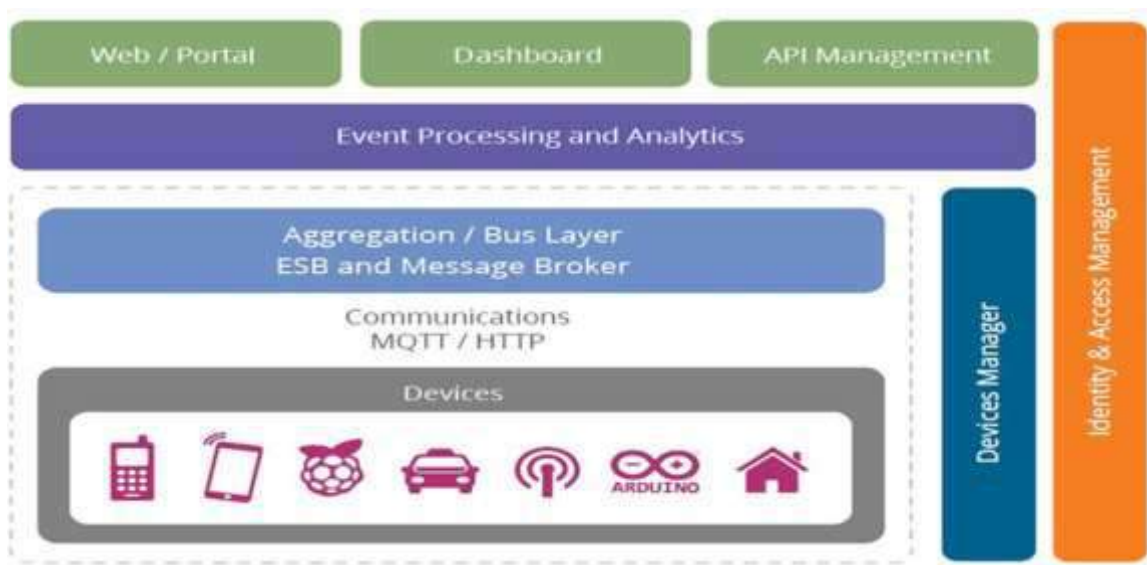 Web / Portal
Dashboard
API Management
Event Processing and Analytics
Aggregation / Bus Layer
ESB and Message Broker
Communications
MQTT / HTTP
Devices
ARDUINO
Devices Manager
Identity & Access Management